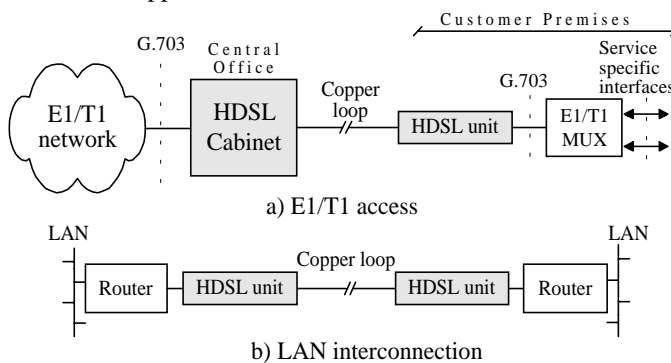 Customer Premises
G.703
Central
Office
Service
specific
interfaces
G.703
E1/T1
network
HDSL
Cabinet
Copper
loop
HDSL unit
E1/T1
MUX
a) E1/T1 access
LAN
LAN
Copper loop
Router
HDSL unit
HDSL unit
Router
b) LAN interconnection